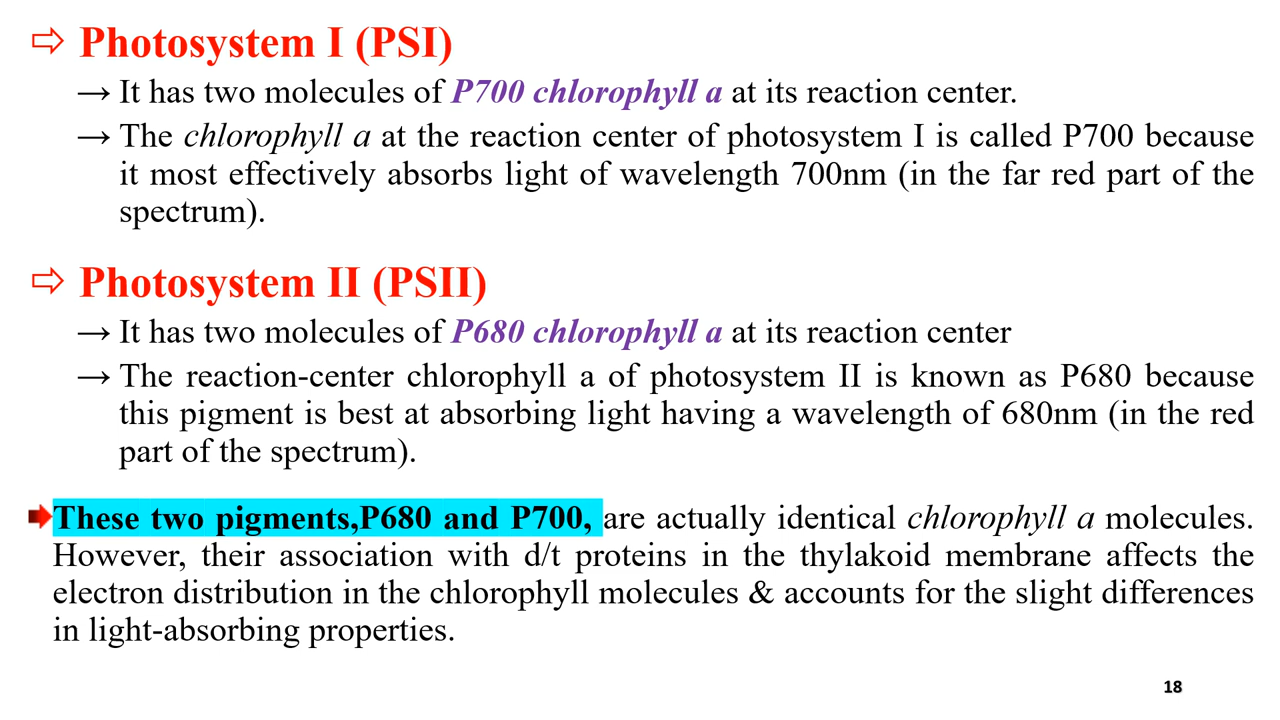 ⇨ Photosystem I (PSI)
→ It has two molecules of P700 chlorophyll a at its reaction center.
→ The chlorophyll a at the reaction center of photosystem I is called P700 because
it most effectively absorbs light of wavelength 700nm (in the far red part of the
spectrum).
⇨ Photosystem II (PSII)
→ It has two molecules of P680 chlorophyll a at its reaction center
→ The reaction-center chlorophyll a of photosystem II is known as P680 because
this pigment is best at absorbing light having a wavelength of 680nm (in the red
part of the spectrum).
These two pigments,P680 and P700, are actually identical chlorophyll a molecules.
However, their association with d/t proteins in the thylakoid membrane affects the
electron distribution in the chlorophyll molecules & accounts for the slight differences
in light-absorbing properties.
18